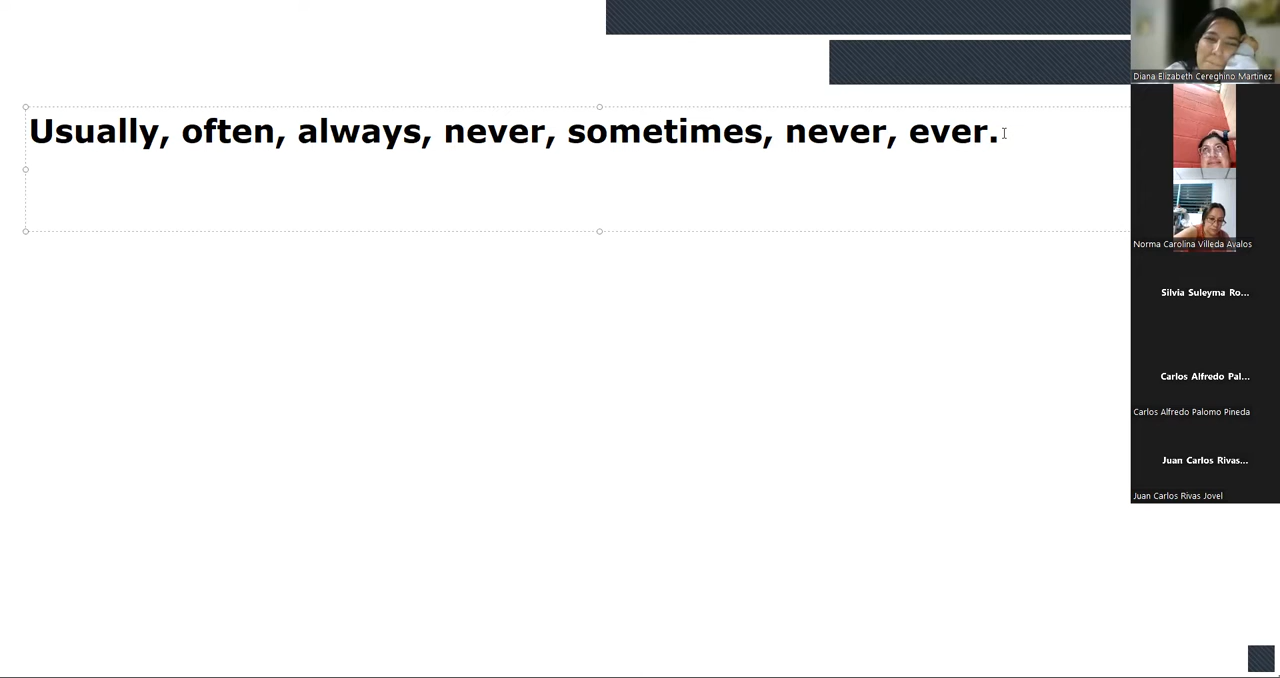 Usually, often, always, never, sometimes, never, ever.
Diana Elizabeth Cereghino Martinez
Norma Carolina Villeda Avalos
Silvia Suleyma Ro...
Carlos Alfredo Pal...
Carlos Alfredo Palomo Pineda
Juan Carlos Rivas...
Juan Carlos Rivas Jovel